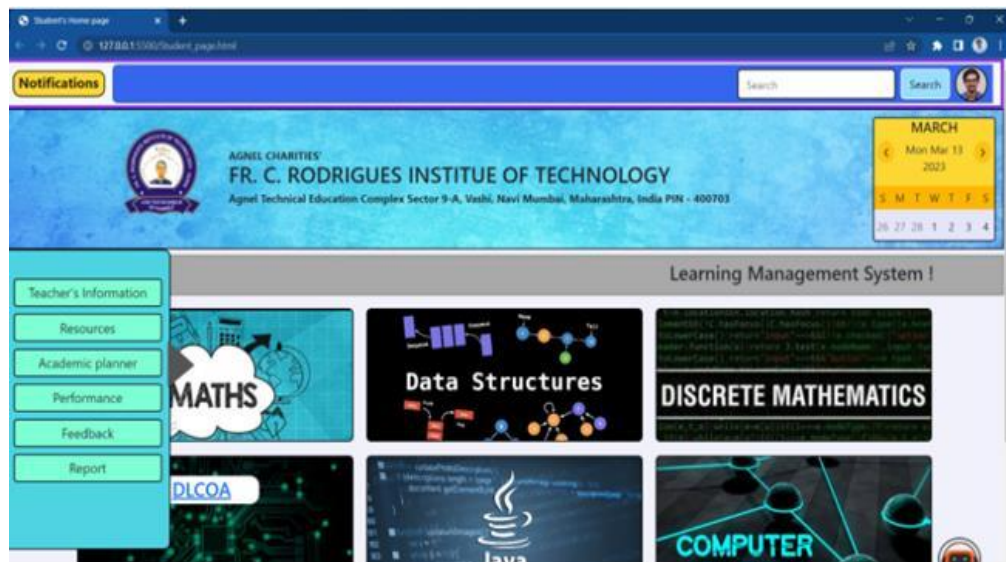 Student's Home page
127.0.0.1:5500/Student_page.html
Notifications
Search
Search
AGNEL CHARITIES'
FR. C. RODRIGUES INSTITUE OF TECHNOLOGY
Agnel Technical Education Complex Sector 9-A, Vashi, Navi Mumbai, Maharashtra, India PIN - 400703
MARCH
Mon Mar 13
2023
S M T W T F S
26 27 28 1 2 3 4
Learning Management System !
Teacher's Information
Resources
Academic planner
Performance
Feedback
Report
MATHS
Data Structures
DISCRETE MATHEMATICS
DLCOA
Java
COMPUTER